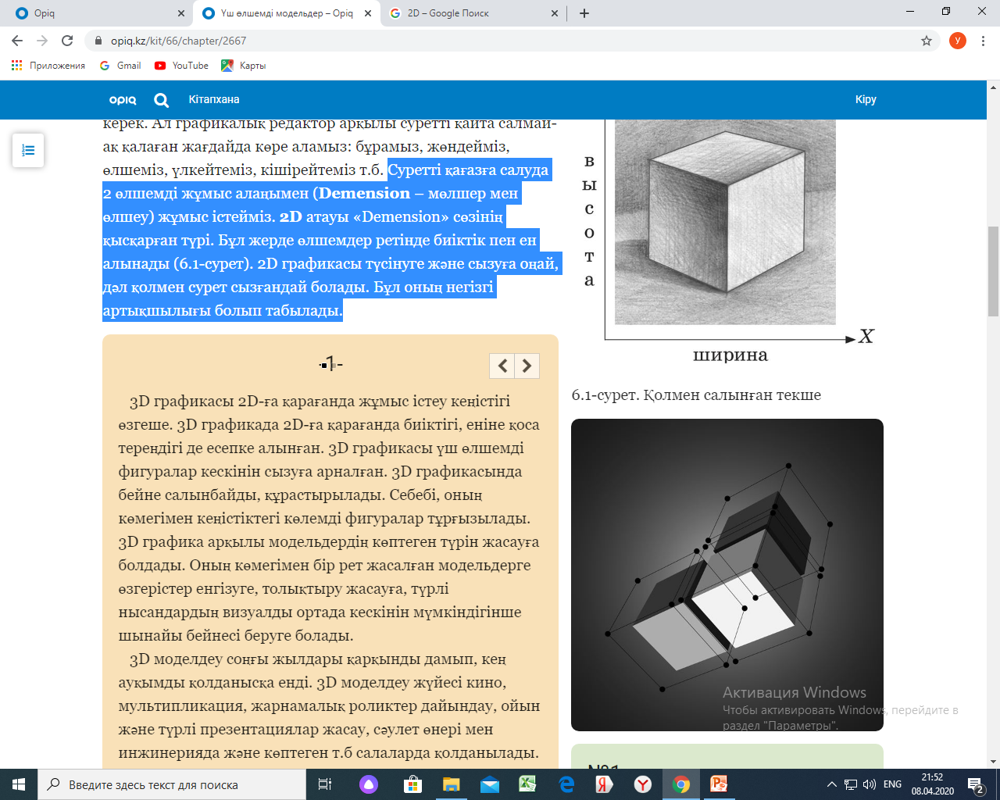 Opiq
Үш өлшемді модельдер – Opiq
2D – Google Поиск
opiq.kz/kit/66/chapter/2667
У
Приложения
Gmail
YouTube
Карты
opiq
Кітапхана
Кіру
керек. Ал графикалық редактор арқылы суретті қайта салмай-
ақ қалаған жағдайда көре аламыз: бұрамыз, жөндейміз,
өлшеміз, үлкейтеміз, кішірейтеміз т.б. Суретті қағазға салуда
2 өлшемді жұмыс алаңымен (Demension – мөлшер мен
өлшеу) жұмыс істейміз. 2D атауы «Demension» сөзінің
қысқарған түрі. Бұл жерде өлшемдер ретінде биіктік пен ен
алынады (6.1-сурет). 2D графикасы түсінуге және сызуға оңай,
дәл қолмен сурет сызғандай болады. Бұл оның негізгі
артықшылығы болып табылады.
-1-
3D графикасы 2D-ға қарағанда жұмыс істеу кеңістігі
өзгеше. 3D графикада 2D-ға қарағанда биіктігі, еніне қоса
тереңдігі де есепке алынған. 3D графикасы үш өлшемді
фигуралар кескінін сызуға арналған. 3D графикасында
бейне салынбайды, құрастырылады. Себебі, оның
көмегімен кеңістіктегі көлемді фигуралар тұрғызылады.
3D графика арқылы модельдердің көптеген түрін жасауға
болдады. Оның көмегімен бір рет жасалған модельдерге
өзгерістер енгізуге, толықтыру жасауға, түрлі
нысандардың визуалды ортада кескінін мүмкіндігінше
шынайы бейнесі беруге болады.
3D моделдеу соңғы жылдары қарқынды дамып, кең
ауқымды қолданысқа енді. 3D моделдеу жүйесі кино,
мультипликация, жарнамалық роликтер дайындау, ойын
және түрлі презентациялар жасау, сәулет өнері мен
инжинерияда және көптеген т.б салаларда қолданылады.
высота
X
ширина
6.1-сурет. Қолмен салынған текше
Активация Windows
Чтобы активировать Windows, перейдите в
раздел "Параметры".
№1
Введите здесь текст для поиска
ENG
21:52
08.04.2020
2